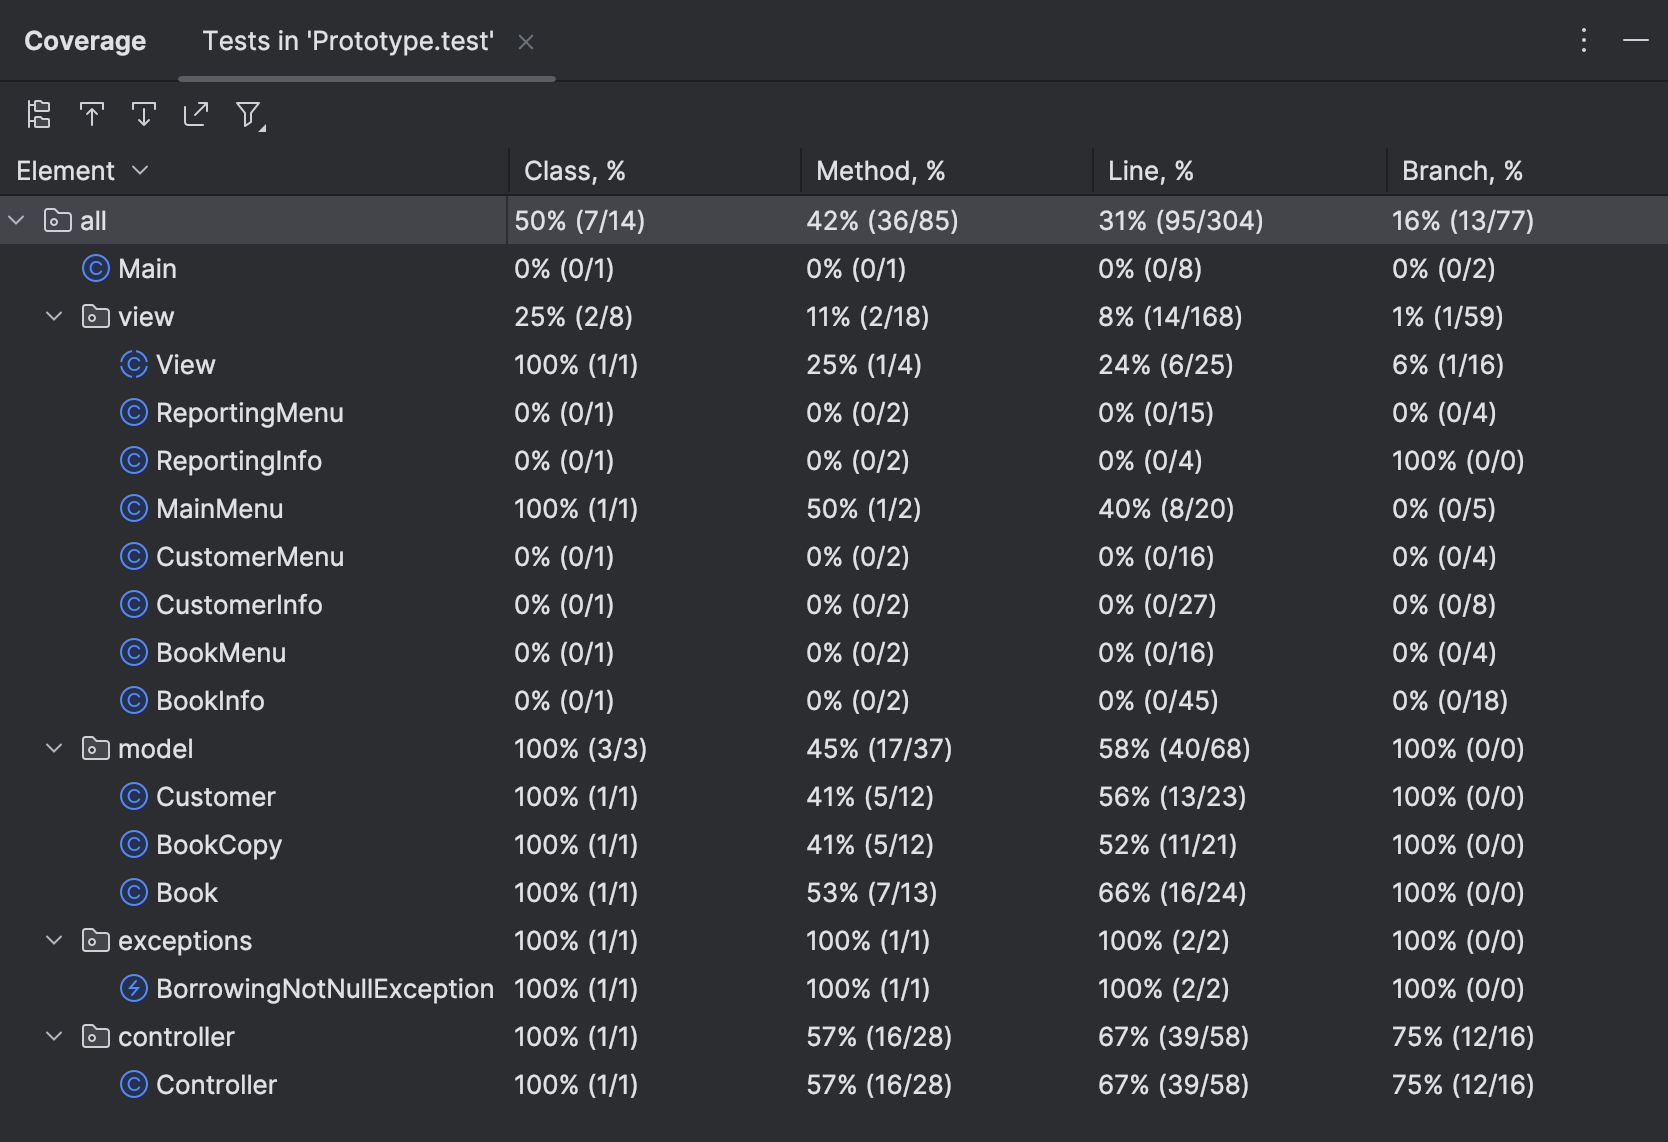 Coverage Tests in 'Prototype.test'
Element Class, % Method, % Line, % Branch, %
all 50% (7/14) 42% (36/85) 31% (95/304) 16% (13/77)
Main 0% (0/1) 0% (0/1) 0% (0/8) 0% (0/2)
view 25% (2/8) 11% (2/18) 8% (14/168) 1% (1/59)
View 100% (1/1) 25% (1/4) 24% (6/25) 6% (1/16)
ReportingMenu 0% (0/1) 0% (0/2) 0% (0/15) 0% (0/4)
ReportingInfo 0% (0/1) 0% (0/2) 0% (0/4) 100% (0/0)
MainMenu 100% (1/1) 50% (1/2) 40% (8/20) 0% (0/5)
CustomerMenu 0% (0/1) 0% (0/2) 0% (0/16) 0% (0/4)
CustomerInfo 0% (0/1) 0% (0/2) 0% (0/27) 0% (0/8)
BookMenu 0% (0/1) 0% (0/2) 0% (0/16) 0% (0/4)
BookInfo 0% (0/1) 0% (0/2) 0% (0/45) 0% (0/18)
model 100% (3/3) 45% (17/37) 58% (40/68) 100% (0/0)
Customer 100% (1/1) 41% (5/12) 56% (13/23) 100% (0/0)
BookCopy 100% (1/1) 41% (5/12) 52% (11/21) 100% (0/0)
Book 100% (1/1) 53% (7/13) 66% (16/24) 100% (0/0)
exceptions 100% (1/1) 100% (1/1) 100% (2/2) 100% (0/0)
BorrowingNotNullException 100% (1/1) 100% (1/1) 100% (2/2) 100% (0/0)
controller 100% (1/1) 57% (16/28) 67% (39/58) 75% (12/16)
Controller 100% (1/1) 57% (16/28) 67% (39/58) 75% (12/16)